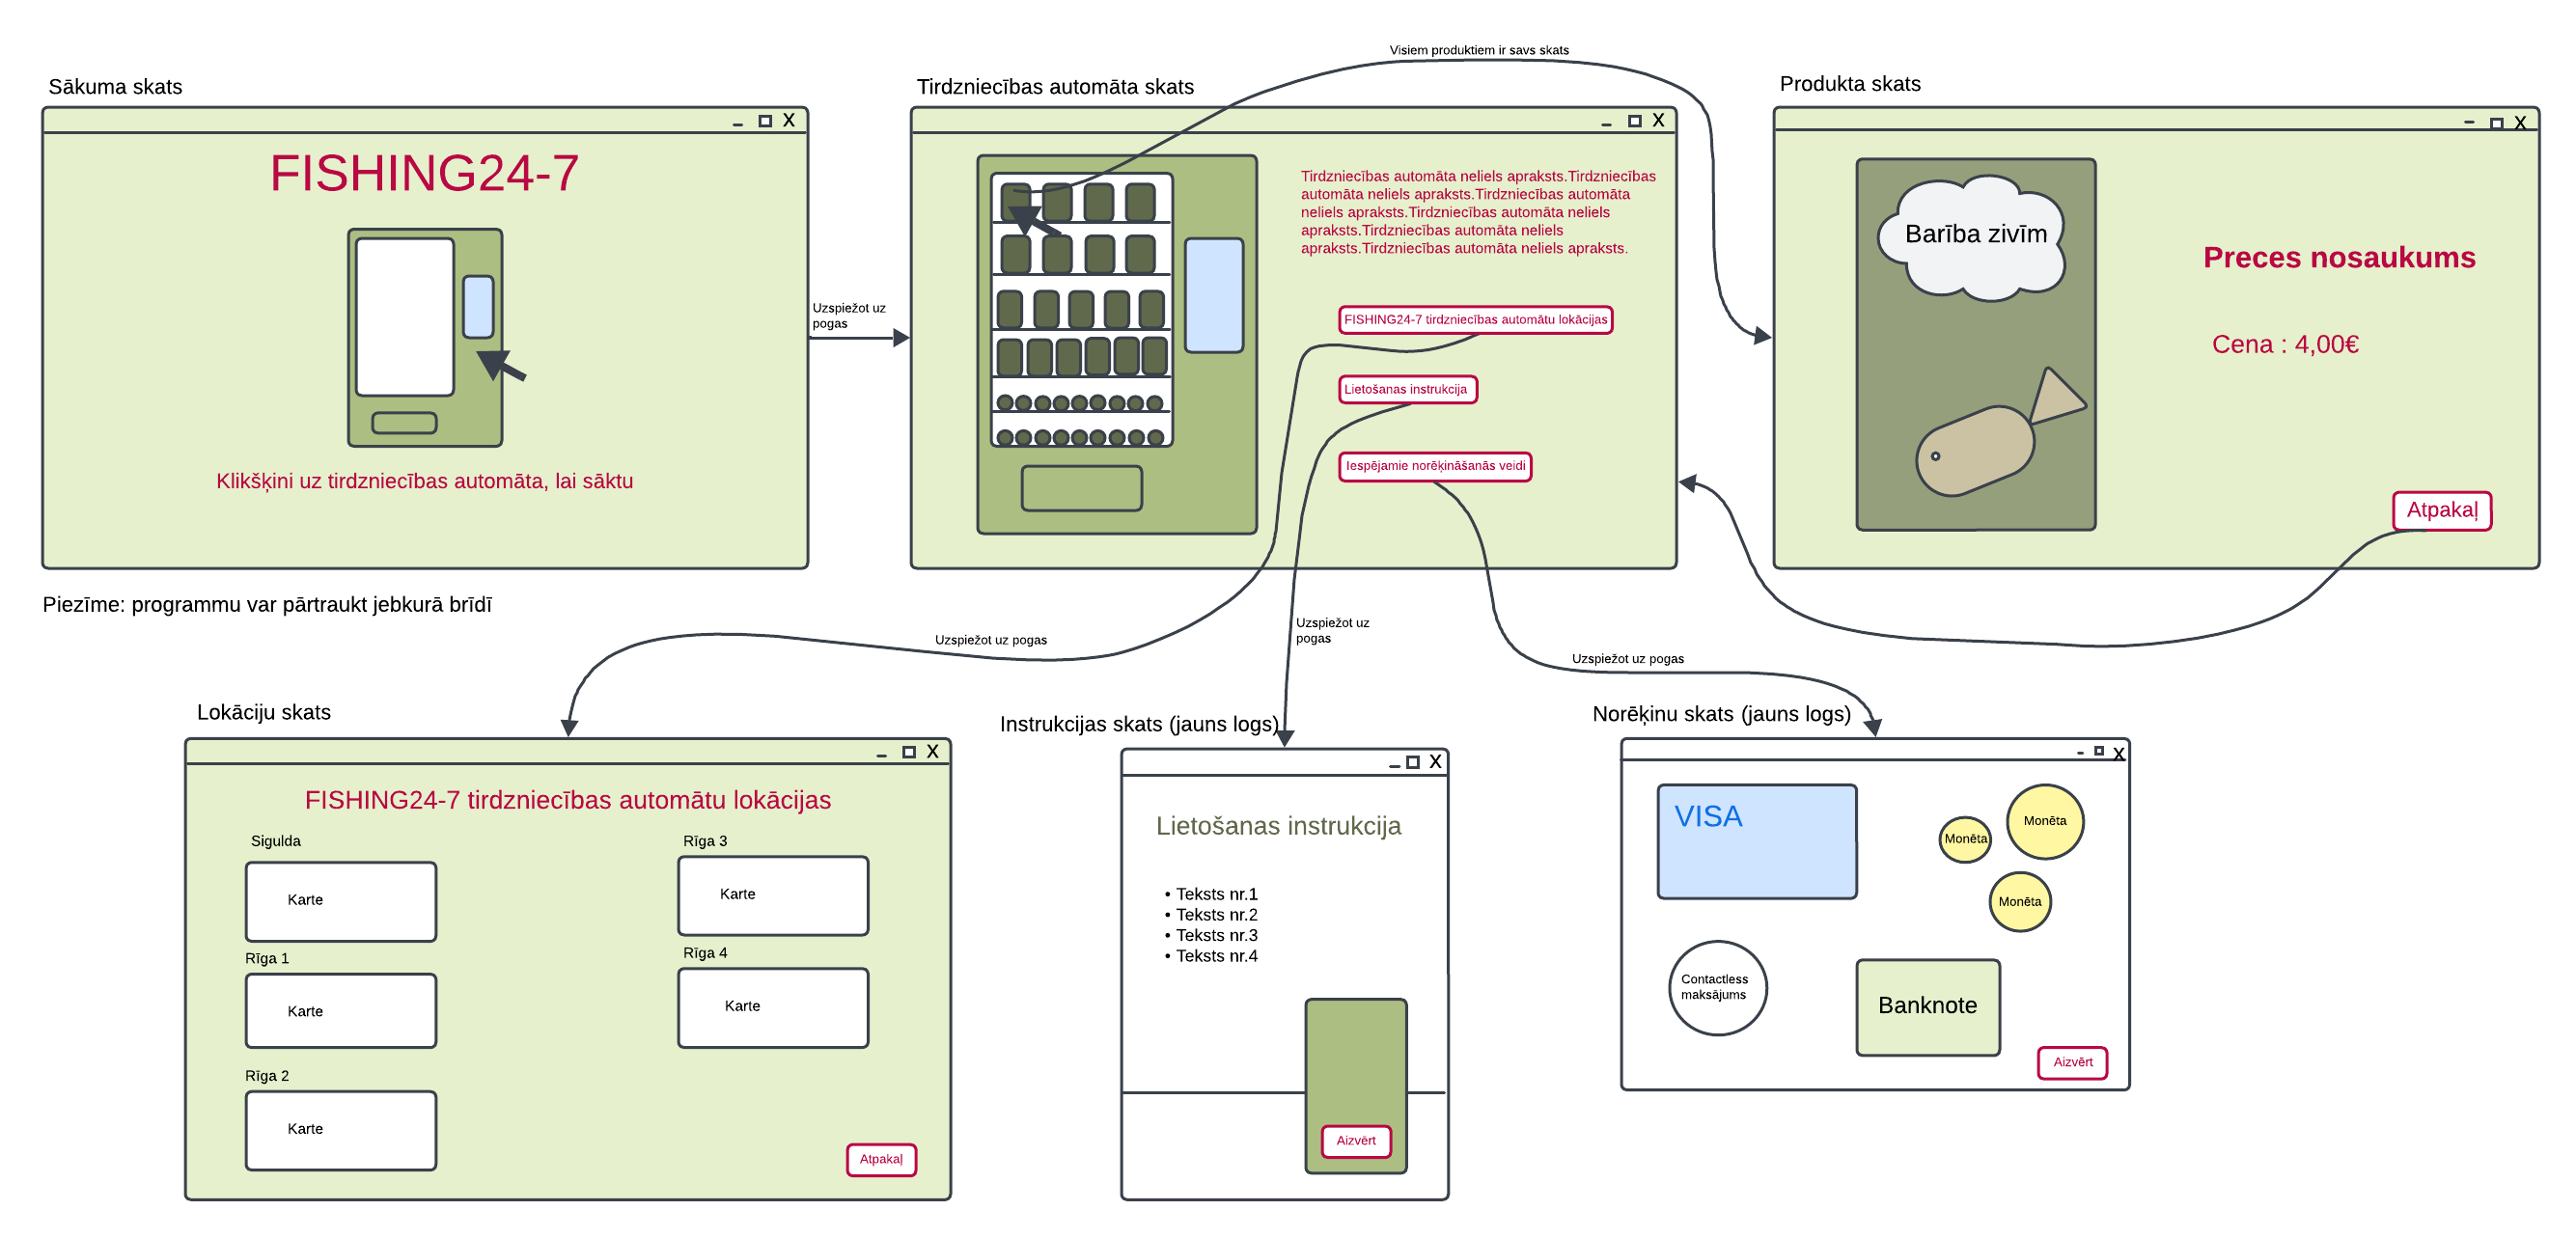 Visiem produktiem ir savs skats
Sākuma skats
X
FISHING24-7
Klikšķini uz tirdzniecības automāta, lai sāktu
Piezīme: programmu var pārtraukt jebkurā brīdī
Uzspiežot uz
pogas
Tirdzniecības automāta skats
X
Tirdzniecības automāta neliels apraksts.Tirdzniecības
automāta neliels apraksts.Tirdzniecības automāta
neliels apraksts.Tirdzniecības automāta neliels
apraksts.Tirdzniecības automāta neliels
apraksts.Tirdzniecības automāta neliels apraksts.
FISHING24-7 tirdzniecības automātu lokācijas
Lietošanas instrukcija
Iespējamie norēķināšanās veidi
Produkta skats
X
Barība zivīm
Preces nosaukums
Cena : 4,00€
Atpakaļ
Uzspiežot uz pogas
Uzspiežot uz
pogas
Uzspiežot uz pogas
Lokāciju skats
X
FISHING24-7 tirdzniecības automātu lokācijas
Sigulda
Karte
Rīga 1
Karte
Rīga 2
Karte
Rīga 3
Karte
Rīga 4
Karte
Atpakaļ
Instrukcijas skats (jauns logs)
X
Lietošanas instrukcija
• Teksts nr.1
• Teksts nr.2
• Teksts nr.3
• Teksts nr.4
Aizvērt
Norēķinu skats (jauns logs)
X
VISA
Monēta
Monēta
Monēta
Contactless
maksājums
Banknote
Aizvērt